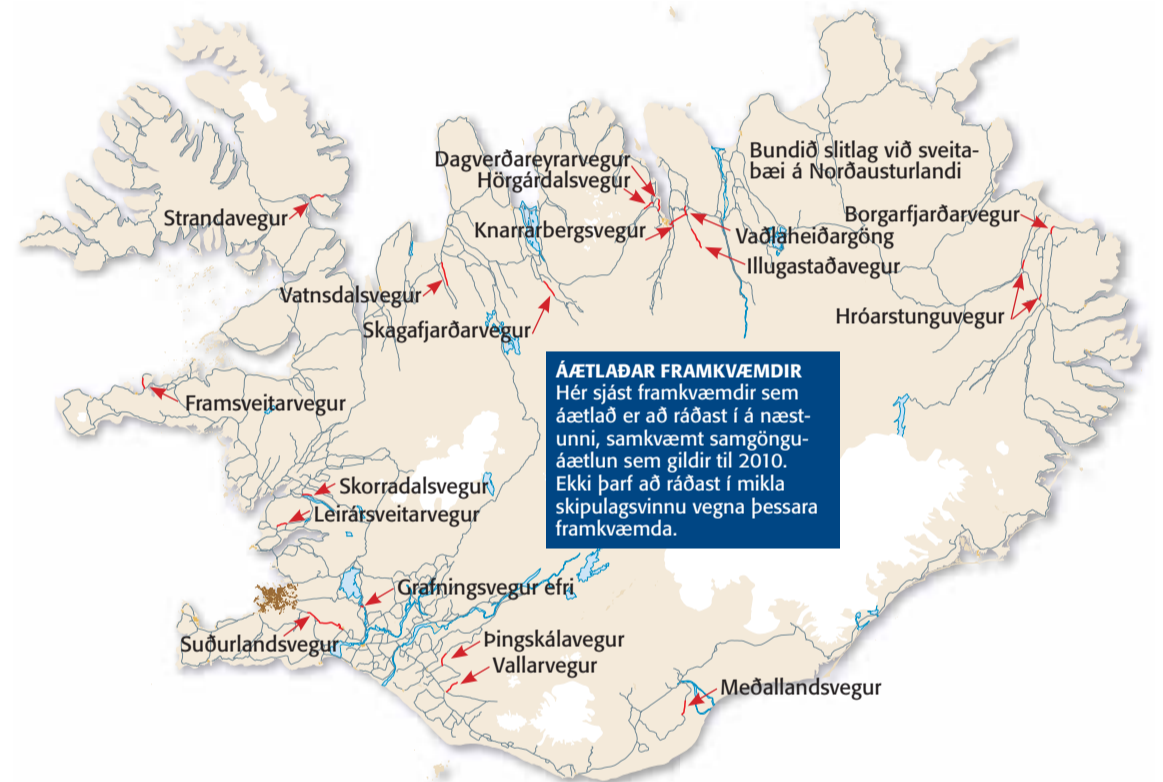 Dagverðareyrarvegur
Hörgárdalsvegur
Bundið slitlag við sveita-
bæi á Norðausturlandi
Strandavegur
Knarrarbergsvegur
Borgarfjarðarvegur
Vaðlaheiðargöng
Illugastaðavegur
Vatnsdalsvegur
Skagafjarðarvegur
Hróarstunguvegur
ÁÆTLAÐAR FRAMKVÆMDIR
Hér sjást framkvæmdir sem
áætlað er að ráðast í á næst-
unni, samkvæmt samgöngu-
áætlun sem gildir til 2010.
Ekki þarf að ráðast í mikla
skipulagsvinnu vegna þessara
framkvæmda.
Framsveitarvegur
Skorradalsvegur
Leirársveitarvegur
Grafningsvegur efri
Suðurlandsvegur
Þingskálavegur
Vallarvegur
Meðallandsvegur